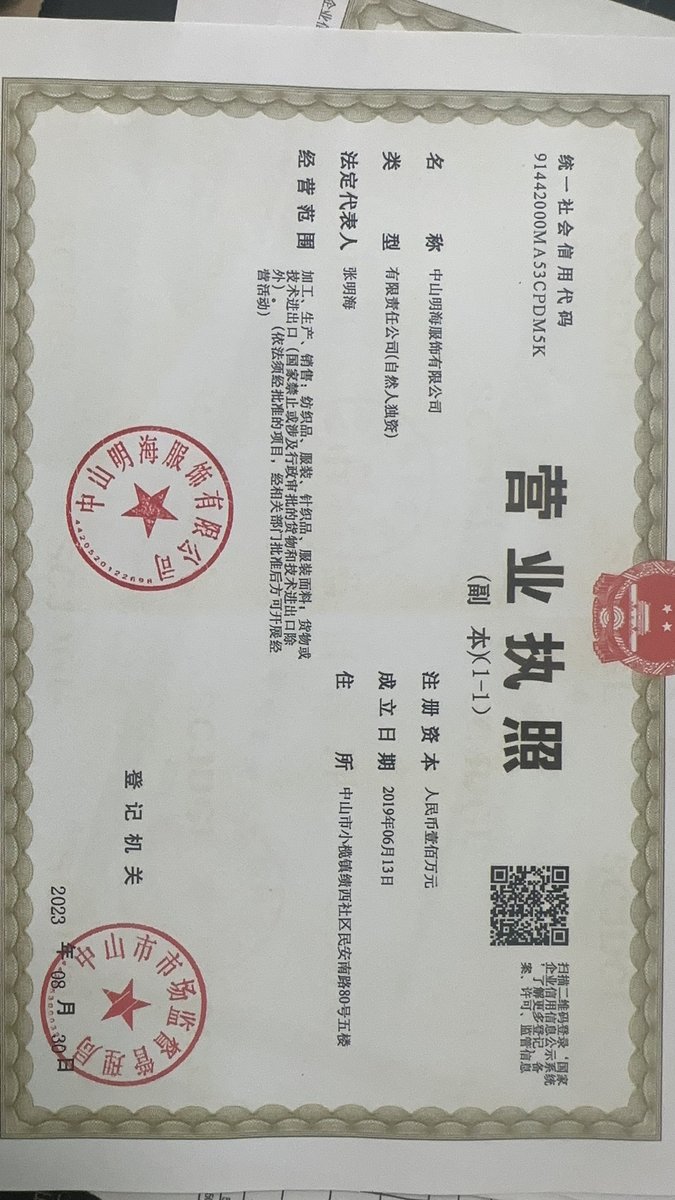 统一社会信用代码
91442000MA53CPDM5K
营业执照
(副 本)(1-1)
扫描二维码登录‘国家
企业信用信息公示系统
’了解更多登记、备
案、许可、监管信息
名 称 中山明海服饰有限公司
类 型 有限责任公司(自然人独资)
法定代表人 张明海
经营范围 加工、生产、销售：纺织品、服装、针织品、服装面料；货物或
技术进出口（国家禁止或涉及行政审批的货物和技术进出口除
外）。（依法须经批准的项目，经相关部门批准后方可开展经
营活动）
注册资本 人民币壹佰万元
成立日期 2019年06月13日
住 所 中山市小榄镇绩西社区民安南路80号五楼
中山明海服饰有限公司
登记机关
中山市市场监督管理局
2023 年 08 月 30 日